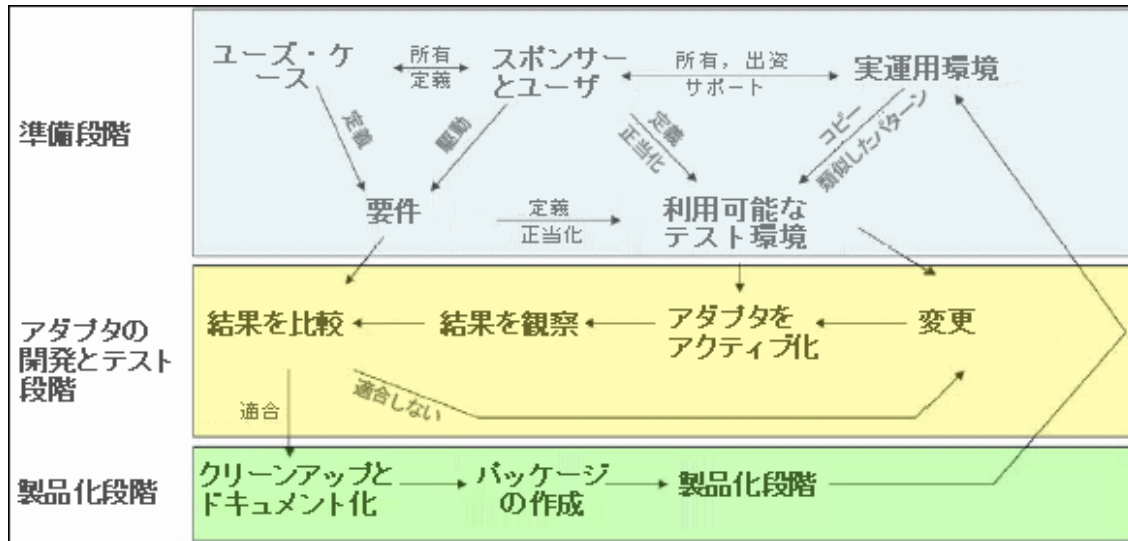 準備段階
ユーズ・ケ
ース
所有
定義
スポンサー
とユーザ
所有，出資
サポート
実運用環境
定義
駆動
定義
正当化
コピー
類似したパターン
要件
定義
正当化
利用可能な
テスト環境
アダプタの
開発とテスト
段階
結果を比較
結果を観察
アダプタを
アクティブ化
変更
適合
適合しない
製品化段階
クリーンアップと
ドキュメント化
パッケージ
の作成
製品化段階